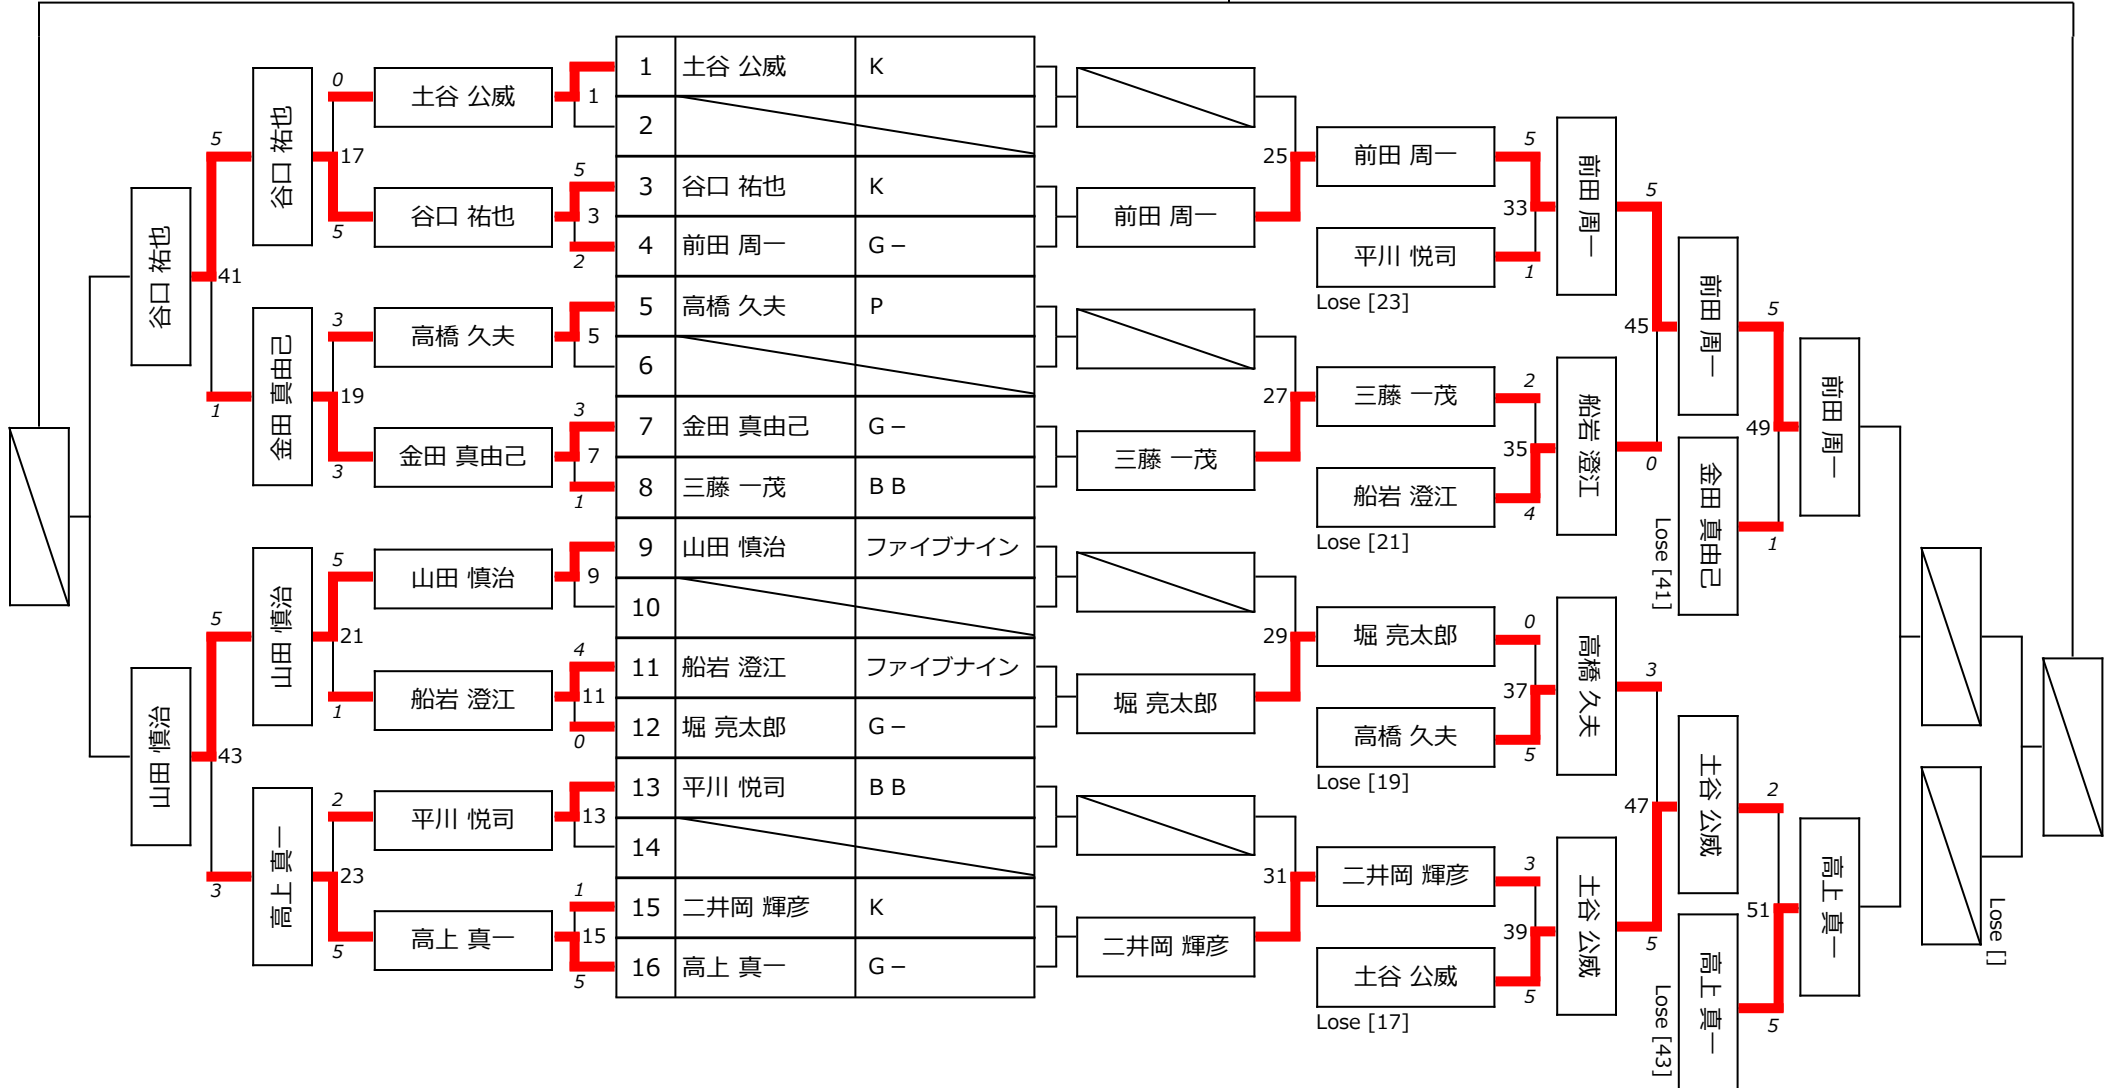 1 土谷 公威 K
2
3 谷口 祐也 K
4 前田 周一 G－
5 高橋 久夫 P
6
7 金田 真由己 G－
8 三藤 一茂 B B
9 山田 慎治 ファイブナイン
10
11 船岩 澄江 ファイブナイン
12 堀 亮太郎 G－
13 平川 悦司 B B
14
15 二井岡 輝彦 K
16 高上 真一 G－
土谷 公威
1
谷口 祐也
5
3
2
高橋 久夫
5
金田 真由己
3
7
1
山田 慎治
9
船岩 澄江
4
11
0
平川 悦司
13
高上 真一
1
15
5
谷口 祐也
0
17
5
金田 真由己
3
19
3
山田 慎治
5
21
1
高上 真一
2
23
5
谷口 祐也
5
41
1
山田 慎治
5
43
3
前田 周一
25
三藤 一茂
27
堀 亮太郎
29
二井岡 輝彦
31
前田 周一
5
33
平川 悦司
1
Lose [23]
三藤 一茂
2
35
船岩 澄江
4
Lose [21]
堀 亮太郎
0
37
高橋 久夫
5
Lose [19]
二井岡 輝彦
3
39
土谷 公威
5
Lose [17]
前田 周一
5
45
船岩 澄江
0
高橋 久夫
3
47
土谷 公威
5
前田 周一
5
49
金田 真由己
1
Lose [41]
土谷 公威
2
51
高上 真一
5
Lose [43]
前田 周一
高上 真一
Lose []